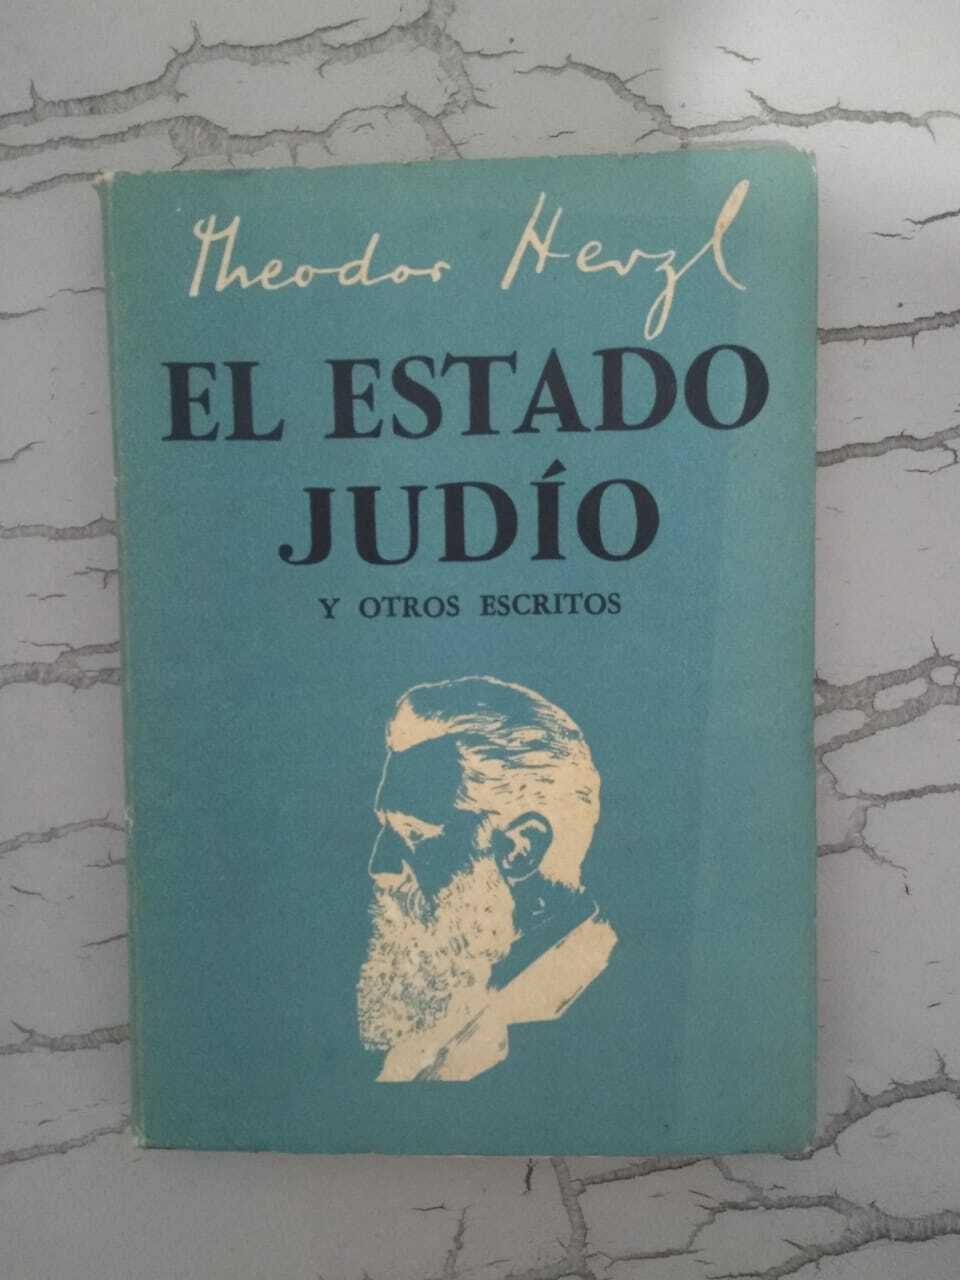 Theodor Herzl
EL ESTADO
JUDÍO
Y OTROS ESCRITOS